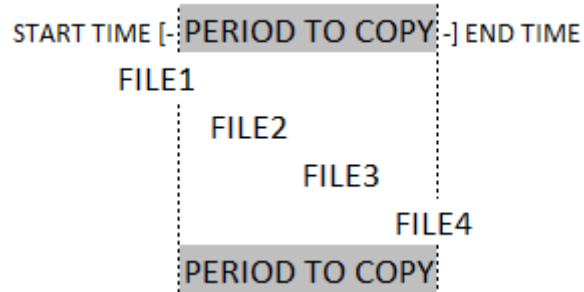 START TIME [- PERIOD TO COPY -] END TIME
FILE1
FILE2
FILE3
FILE4
PERIOD TO COPY